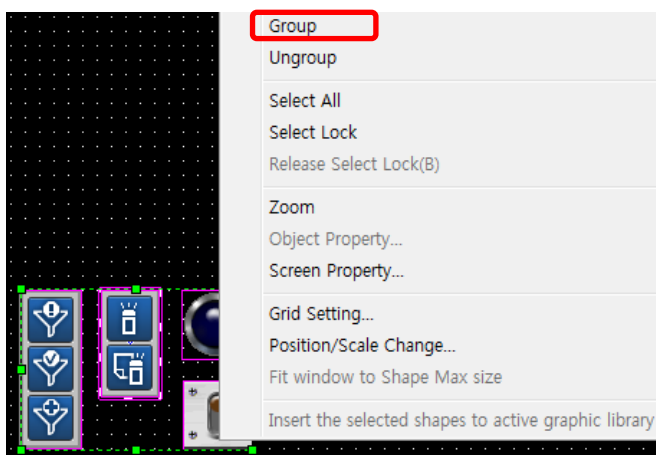 Group
Ungroup
Select All
Select Lock
Release Select Lock(B)
Zoom
Object Property...
Screen Property...
Grid Setting...
Position/Scale Change...
Fit window to Shape Max size
Insert the selected shapes to active graphic library